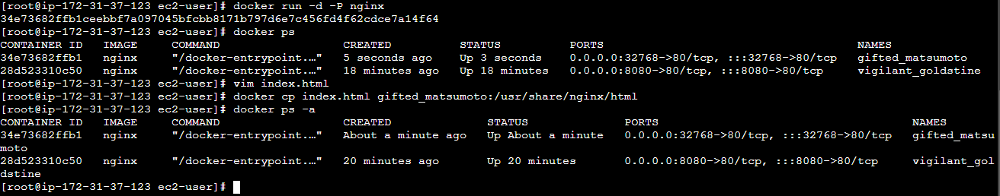 [root@ip-172-31-37-123 ec2-user]# docker run -d -P nginx
34e73682ffb1ceebbf7a097045bfcbb8171b797d6e7c456fd4f62cdce7a14f64
[root@ip-172-31-37-123 ec2-user]# docker ps
CONTAINER ID   IMAGE     COMMAND                  CREATED          STATUS          PORTS                                     NAMES
34e73682ffb1   nginx     "/docker-entrypoint.…"   5 seconds ago    Up 3 seconds    0.0.0.0:32768->80/tcp, :::32768->80/tcp   gifted_matsumoto
28d523310c50   nginx     "/docker-entrypoint.…"   18 minutes ago   Up 18 minutes   0.0.0.0:8080->80/tcp, :::8080->80/tcp     vigilant_goldstine
[root@ip-172-31-37-123 ec2-user]# vim index.html
[root@ip-172-31-37-123 ec2-user]# docker cp index.html gifted_matsumoto:/usr/share/nginx/html
[root@ip-172-31-37-123 ec2-user]# docker ps -a
CONTAINER ID   IMAGE     COMMAND                  CREATED              STATUS              PORTS                                     NAMES
34e73682ffb1   nginx     "/docker-entrypoint.…"   About a minute ago   Up About a minute   0.0.0.0:32768->80/tcp, :::32768->80/tcp   gifted_matsu
moto
28d523310c50   nginx     "/docker-entrypoint.…"   20 minutes ago       Up 20 minutes       0.0.0.0:8080->80/tcp, :::8080->80/tcp     vigilant_gol
dstine
[root@ip-172-31-37-123 ec2-user]#